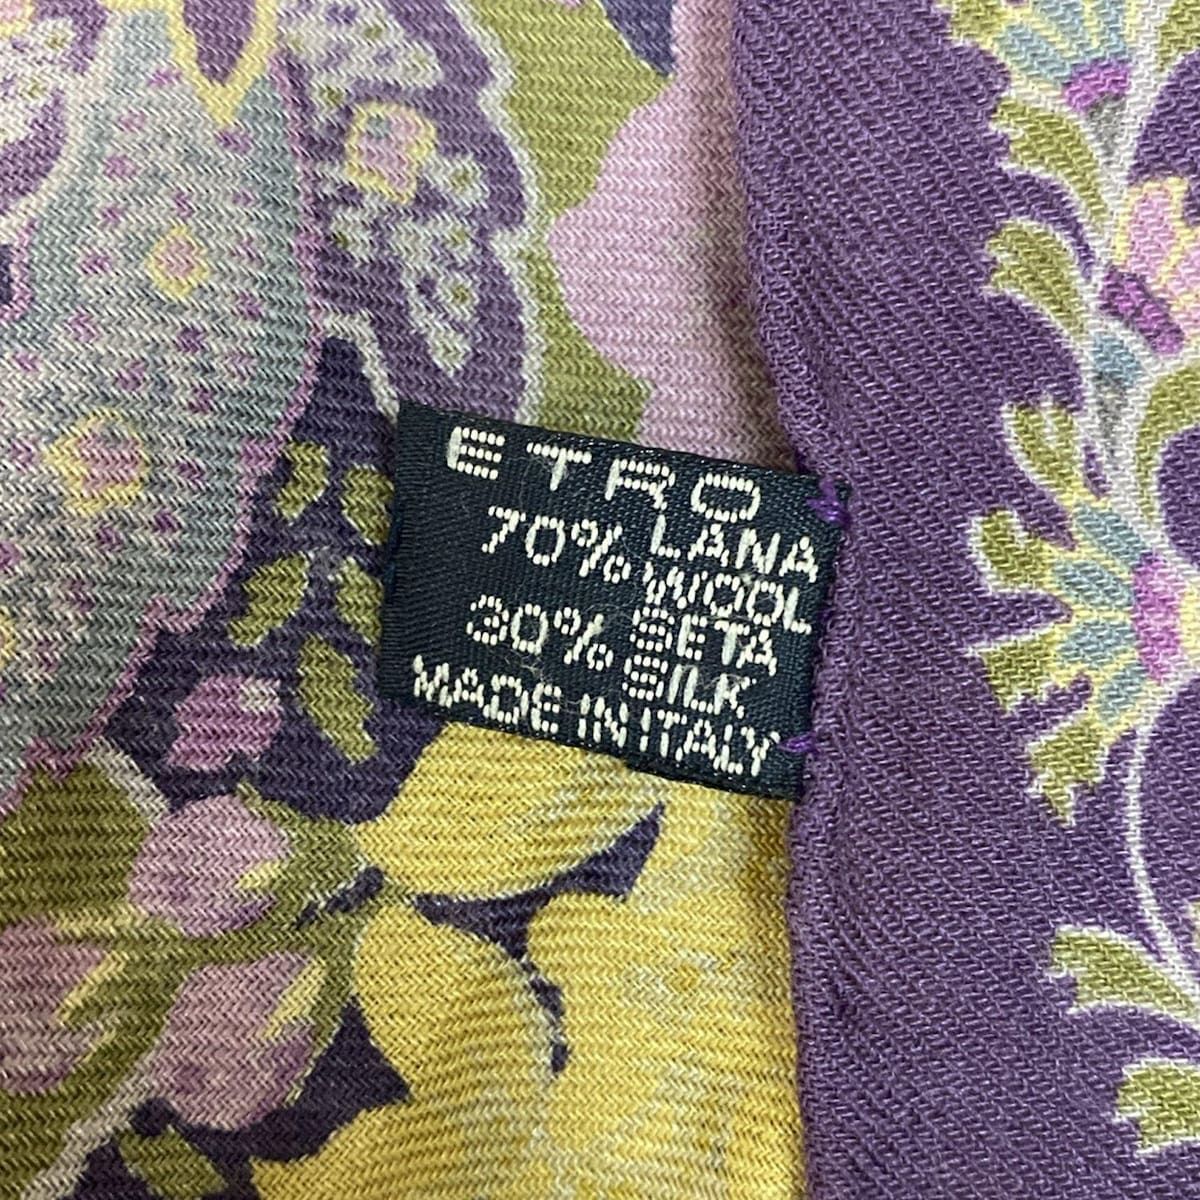 ETRO
70% LANA
WOOL
30% SETA
SILK
MADE IN ITALY